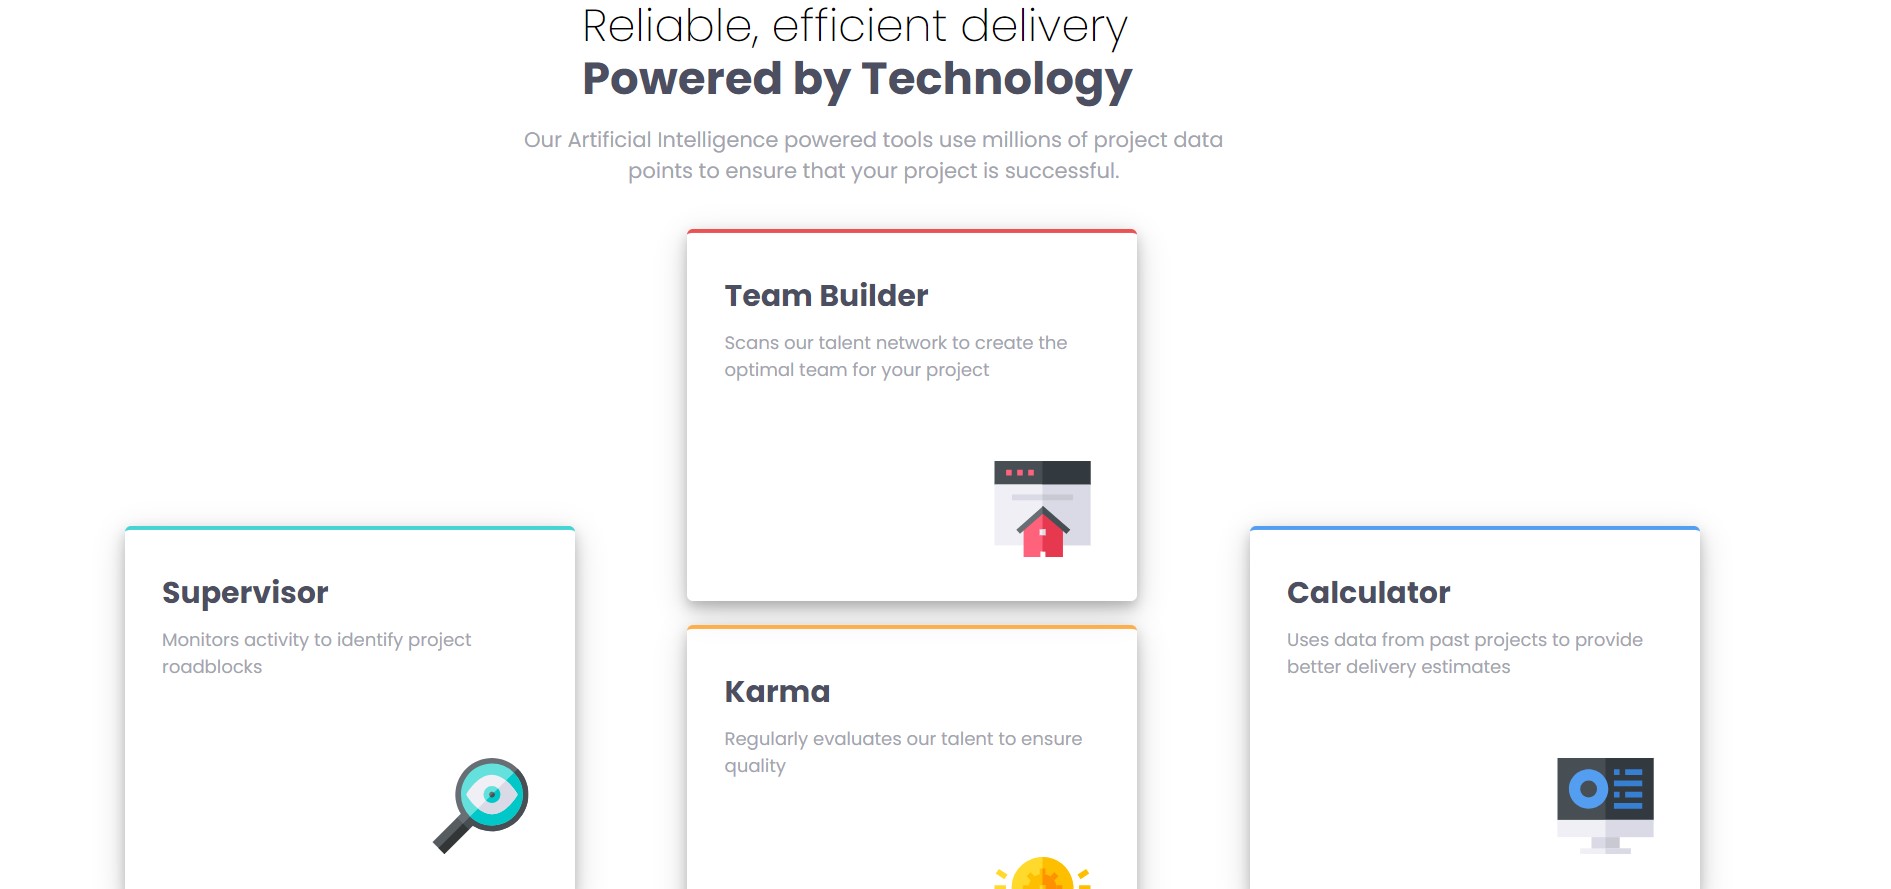 Reliable, efficient delivery
Powered by Technology
Our Artificial Intelligence powered tools use millions of project data
points to ensure that your project is successful.
Team Builder
Scans our talent network to create the
optimal team for your project
Supervisor
Monitors activity to identify project
roadblocks
Karma
Regularly evaluates our talent to ensure
quality
Calculator
Uses data from past projects to provide
better delivery estimates